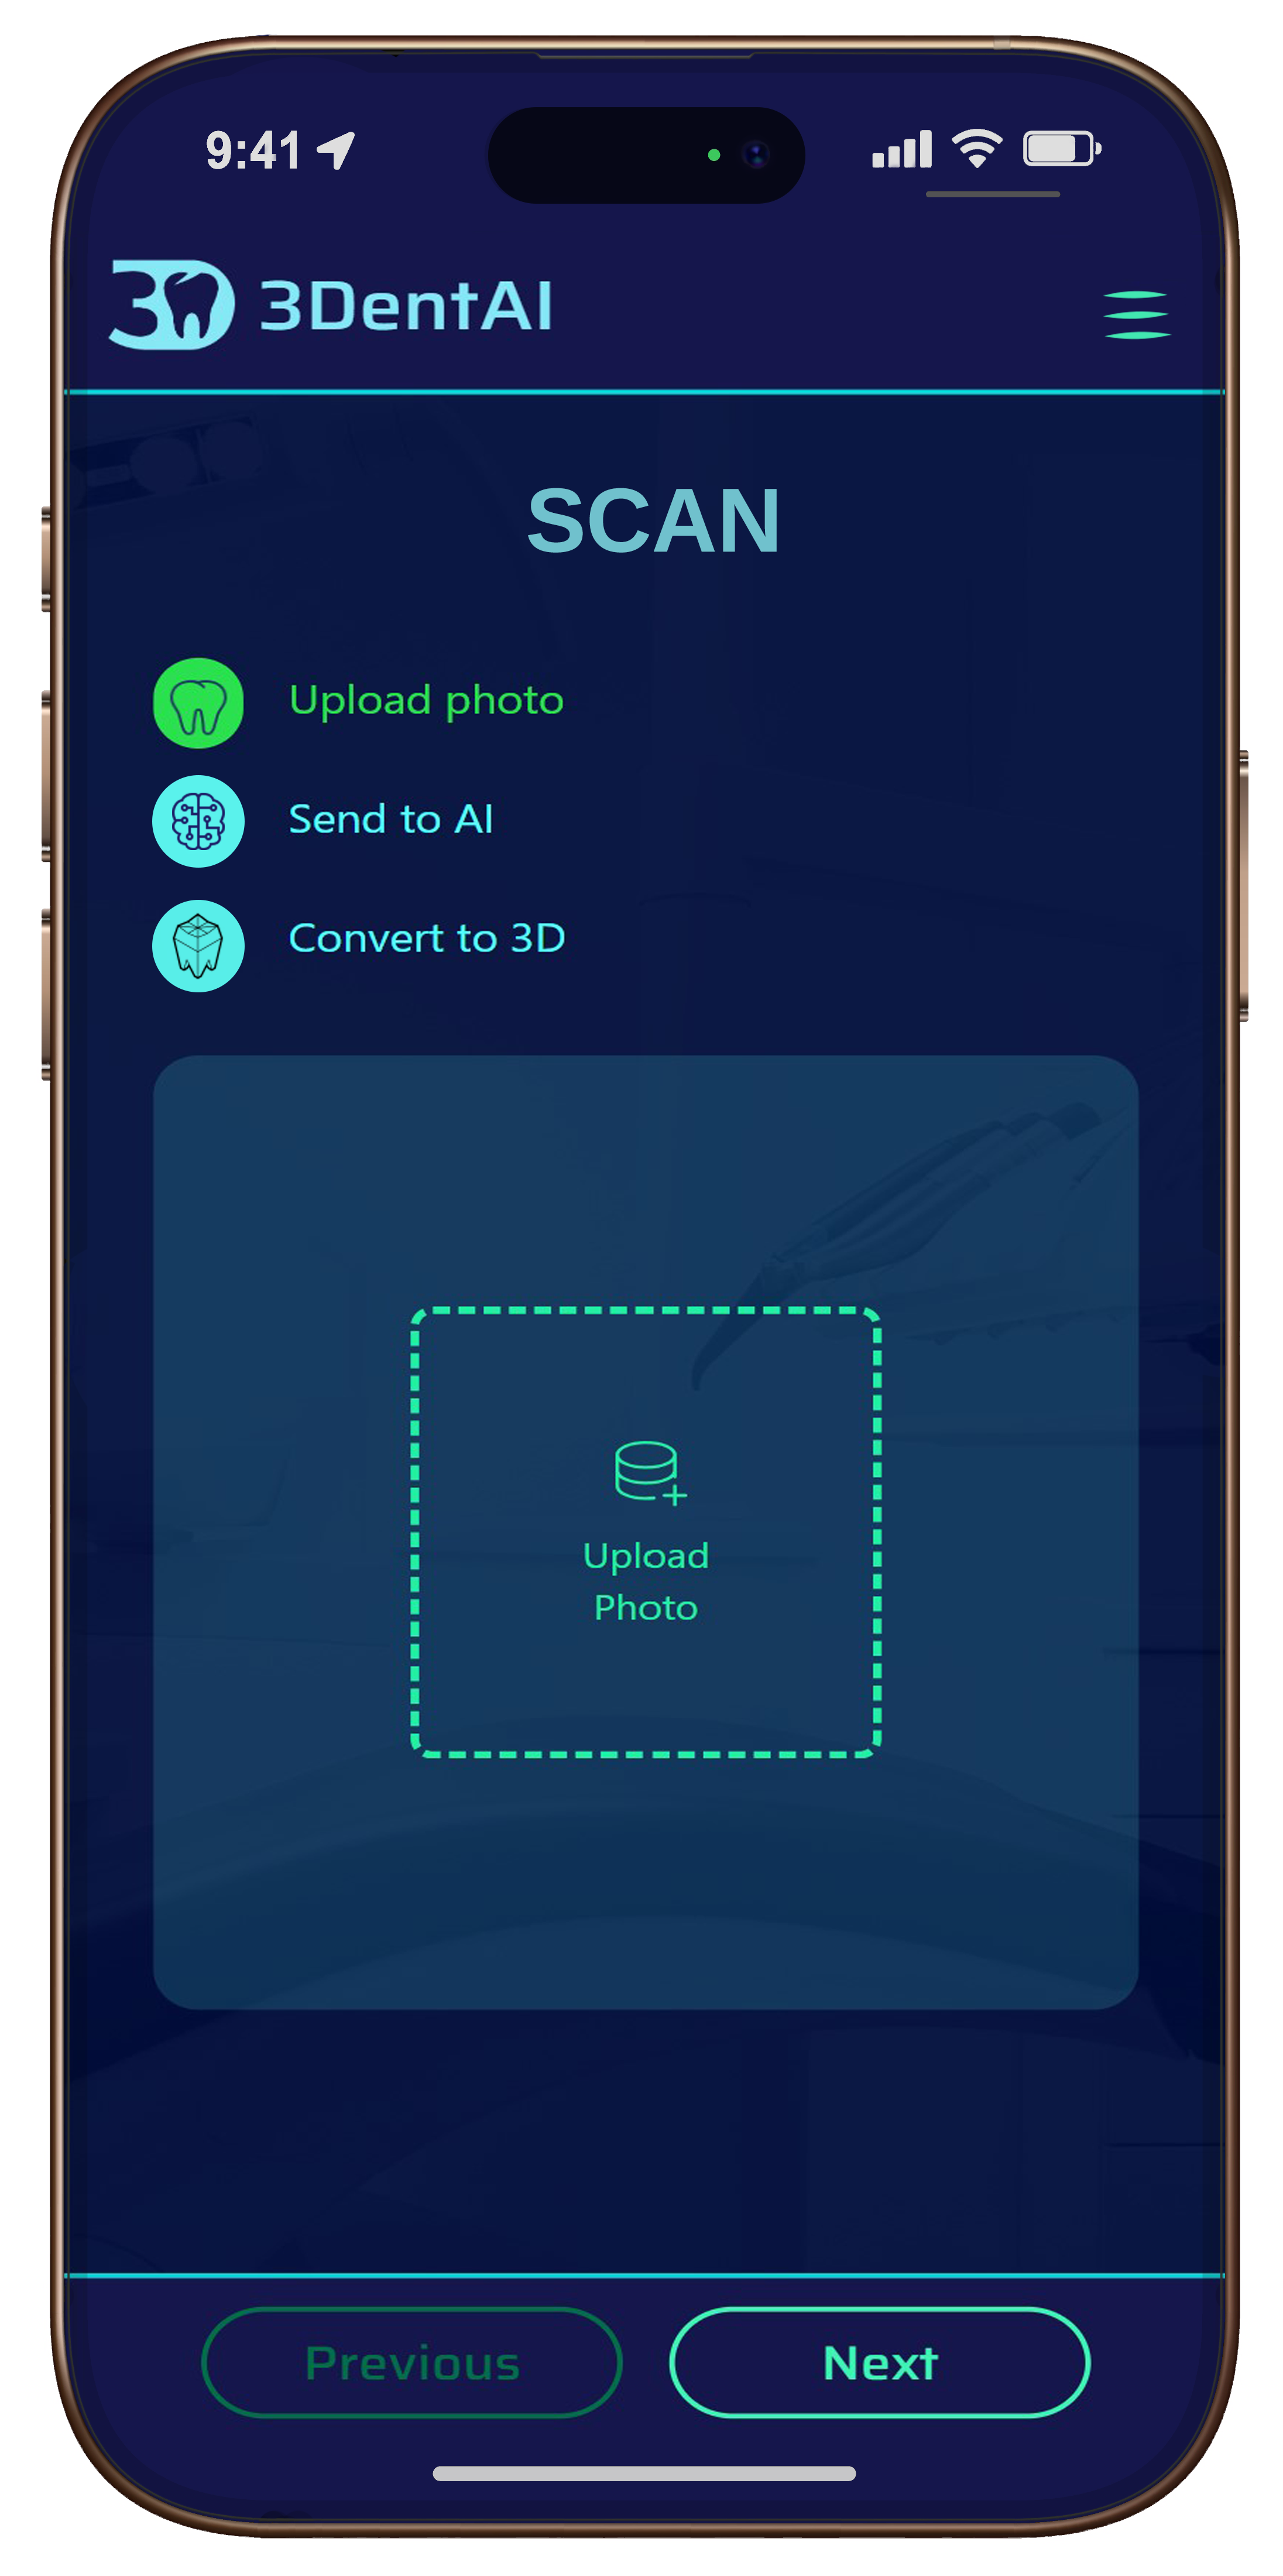 9:41
3D 3DentAI
SCAN
Upload photo
Send to AI
Convert to 3D
Upload
Photo
Previous
Next